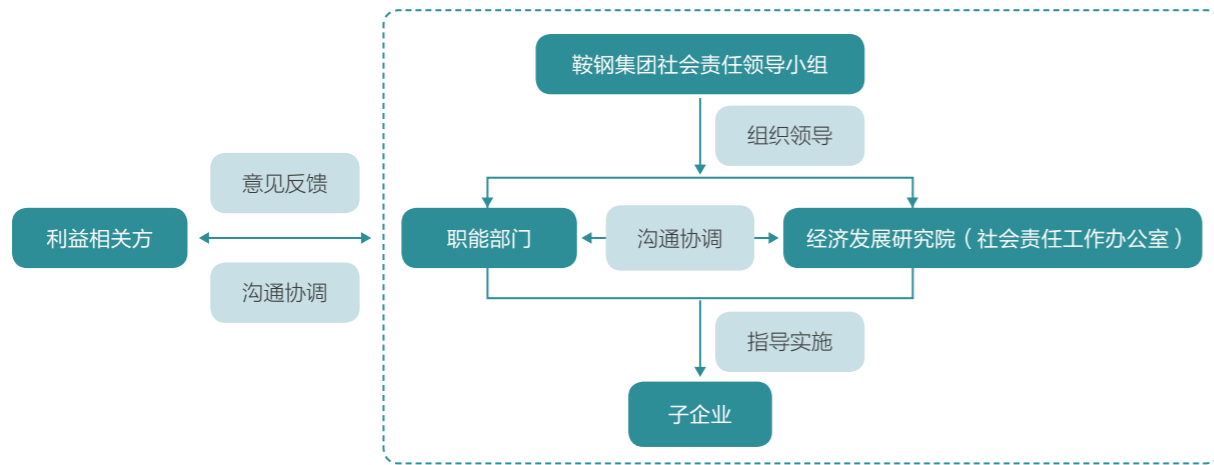 鞍钢集团社会责任领导小组
组织领导
意见反馈
利益相关方
职能部门
沟通协调
经济发展研究院（社会责任工作办公室）
沟通协调
指导实施
子企业